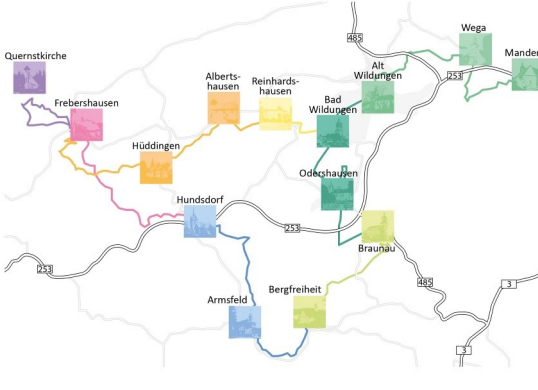 Wega
485
Quernstkirche
Mander
Alt
Wildungen
253
Alberts-
hausen
Reinhards-
hausen
Frebershausen
Bad
Wildungen
Hüddingen
Odershausen
Hundsdorf
253
Braunau
253
485
3
Bergfreiheit
Armsfeld
3